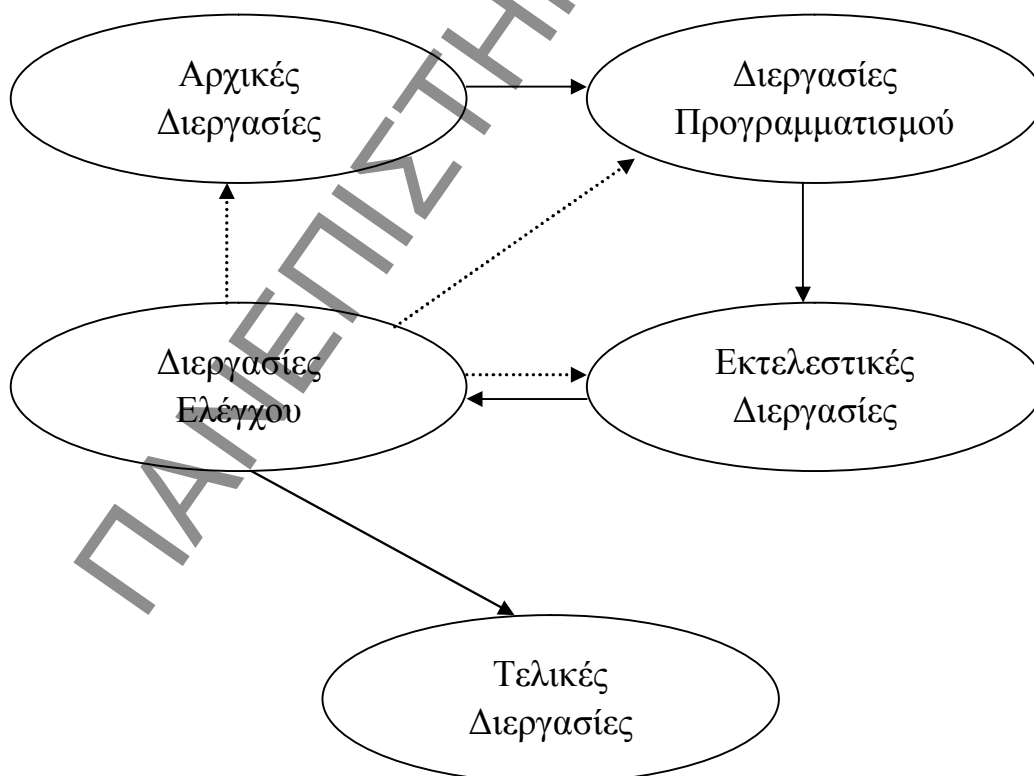 Αρχικές
Διεργασίες
Διεργασίες
Προγραμματισμού
Διεργασίες
Ελέγχου
Εκτελεστικές
Διεργασίες
Τελικές
Διεργασίες